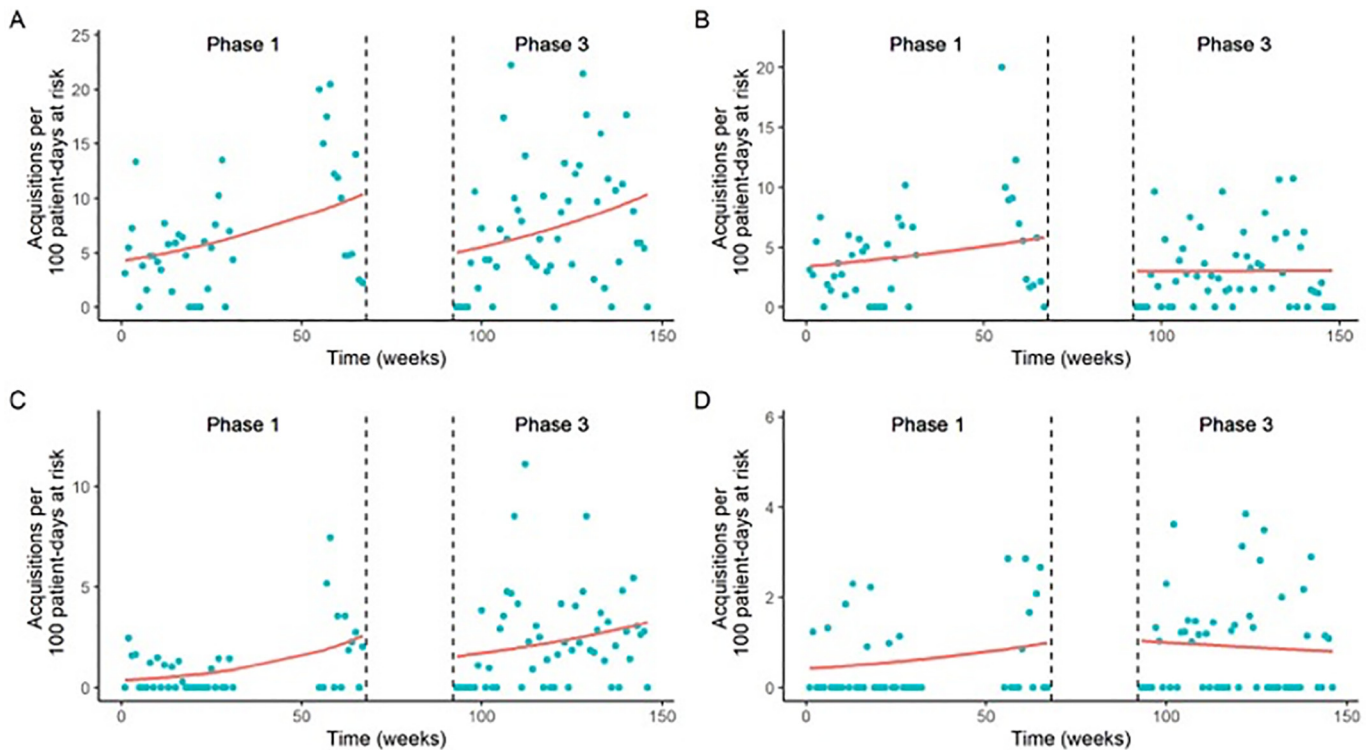 A
Phase 1
Phase 3
Acquisitions per
100 patient-days at risk
25
20
15
10
5
0
0
50
100
150
Time (weeks)
B
Phase 1
Phase 3
Acquisitions per
100 patient-days at risk
20
15
10
5
0
0
50
100
150
Time (weeks)
C
Phase 1
Phase 3
Acquisitions per
100 patient-days at risk
10
5
0
0
50
100
150
Time (weeks)
D
Phase 1
Phase 3
Acquisitions per
100 patient-days at risk
6
4
2
0
0
50
100
150
Time (weeks)